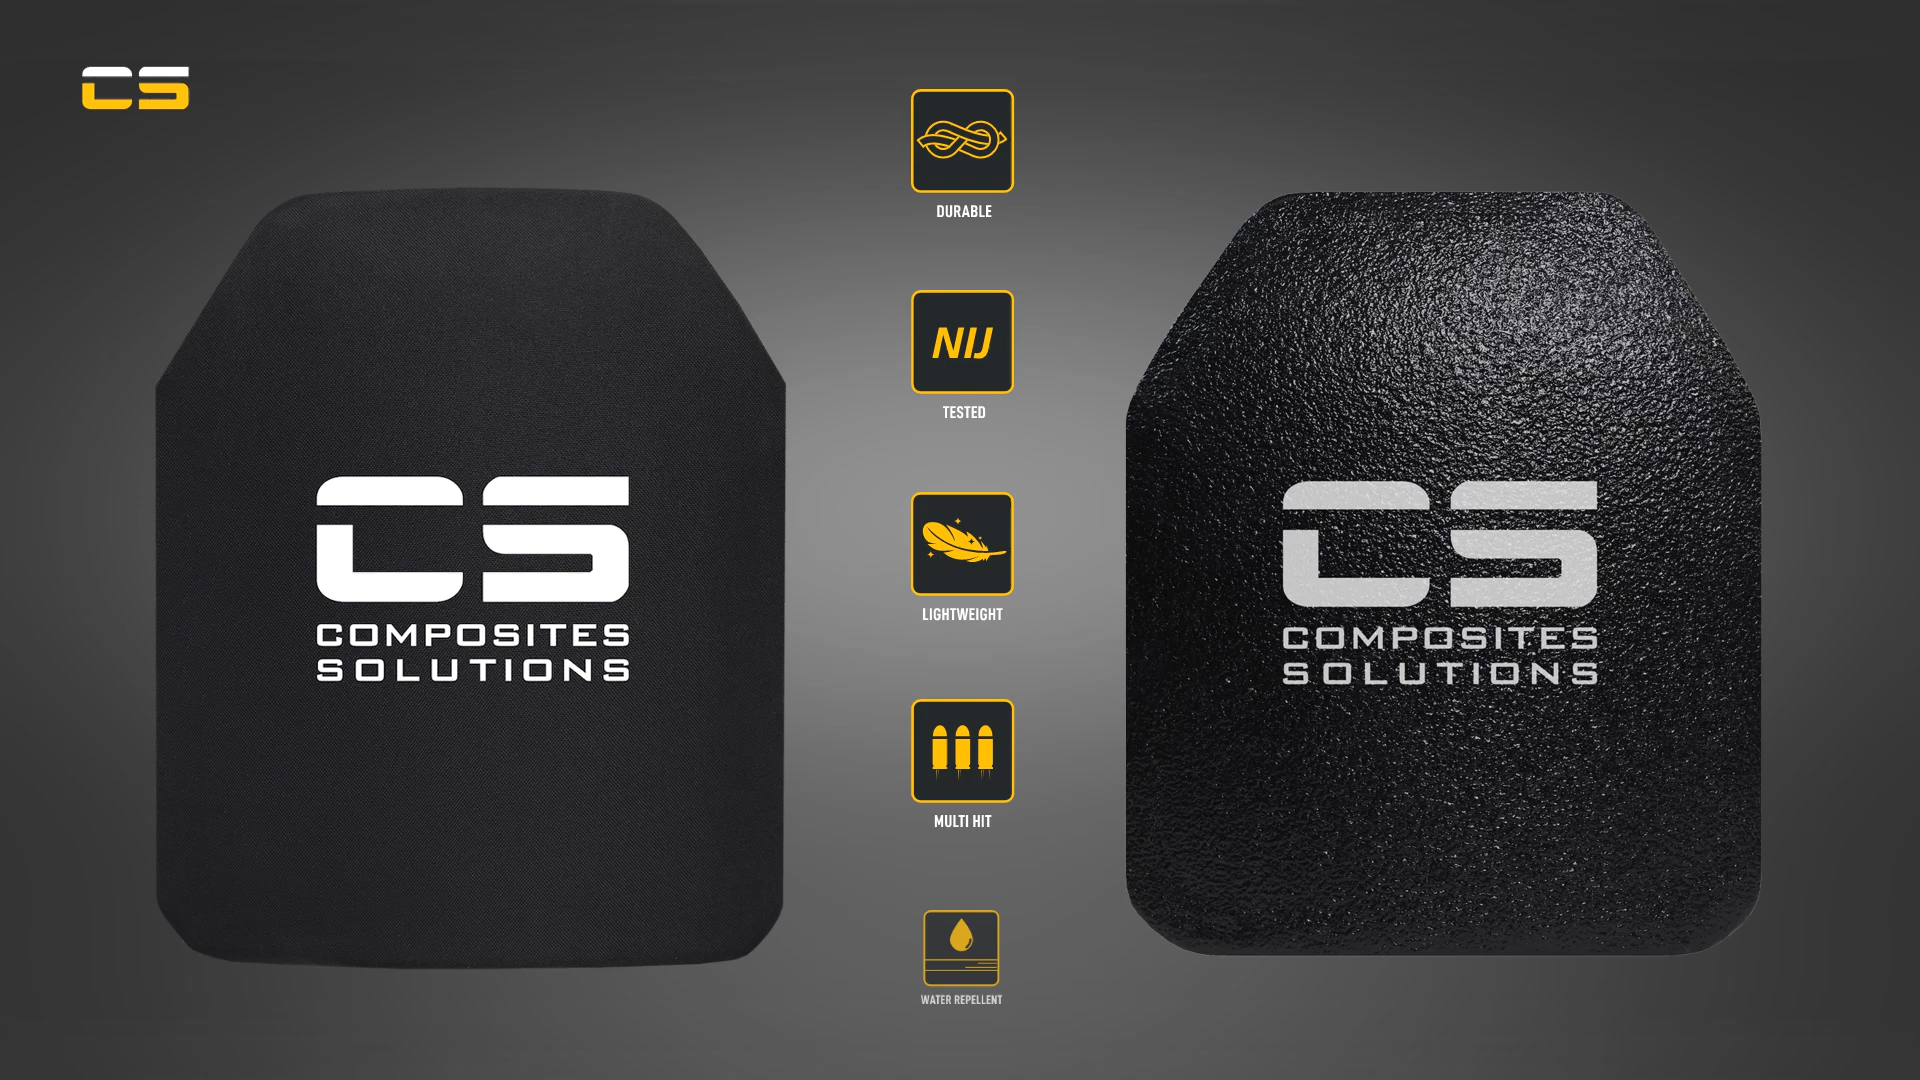 CS
CS
COMPOSITES
SOLUTIONS
DURABLE
NIJ
TESTED
LIGHTWEIGHT
MULTI HIT
WATER REPELLENT
CS
COMPOSITES
SOLUTIONS